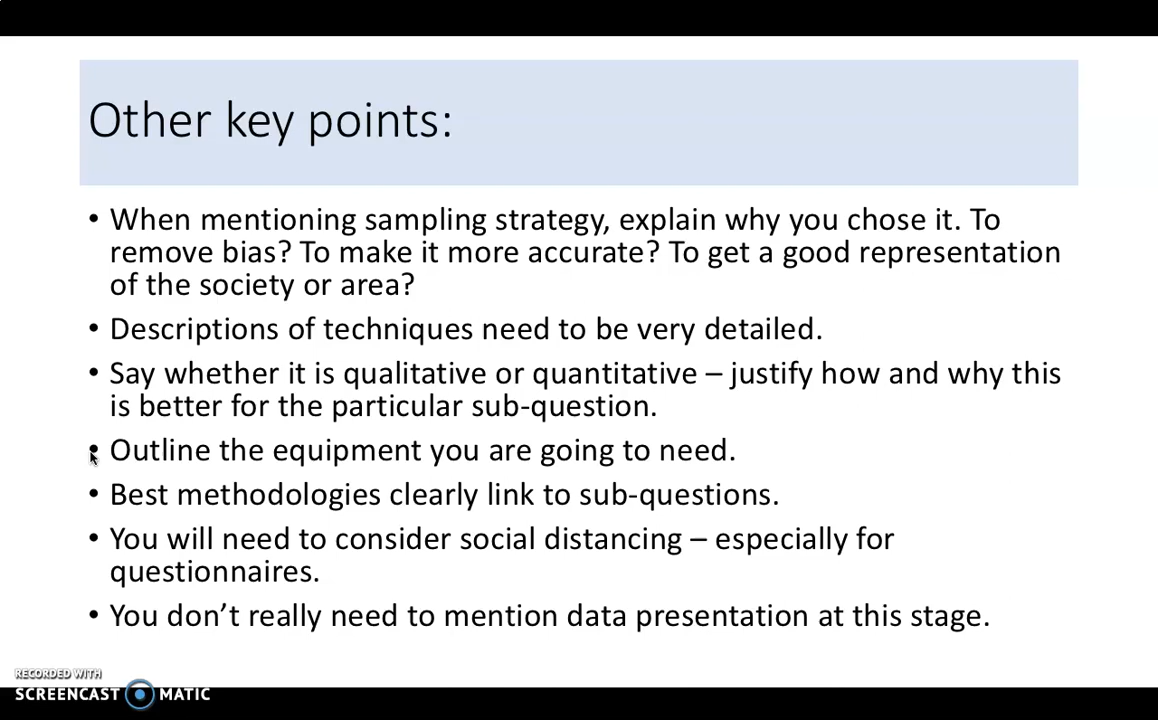 Other key points:
• When mentioning sampling strategy, explain why you chose it. To
remove bias? To make it more accurate? To get a good representation
of the society or area?
• Descriptions of techniques need to be very detailed.
• Say whether it is qualitative or quantitative – justify how and why this
is better for the particular sub-question.
• Outline the equipment you are going to need.
• Best methodologies clearly link to sub-questions.
• You will need to consider social distancing – especially for
questionnaires.
• You don’t really need to mention data presentation at this stage.
RECORDED WITH
SCREENCAST MATIC